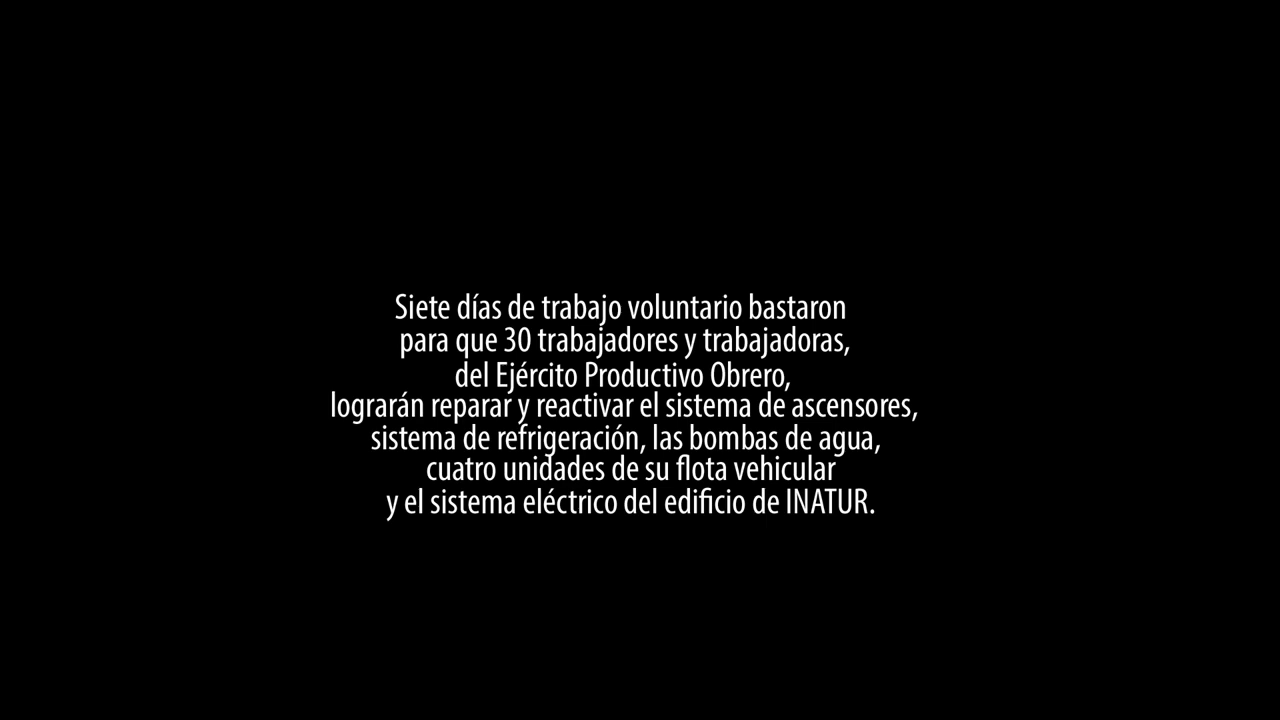 Siete días de trabajo voluntario bastaron
para que 30 trabajadores y trabajadoras,
del Ejército Productivo Obrero,
lograrán reparar y reactivar el sistema de ascensores,
sistema de refrigeración, las bombas de agua,
cuatro unidades de su flota vehicular
y el sistema eléctrico del edificio de INATUR.